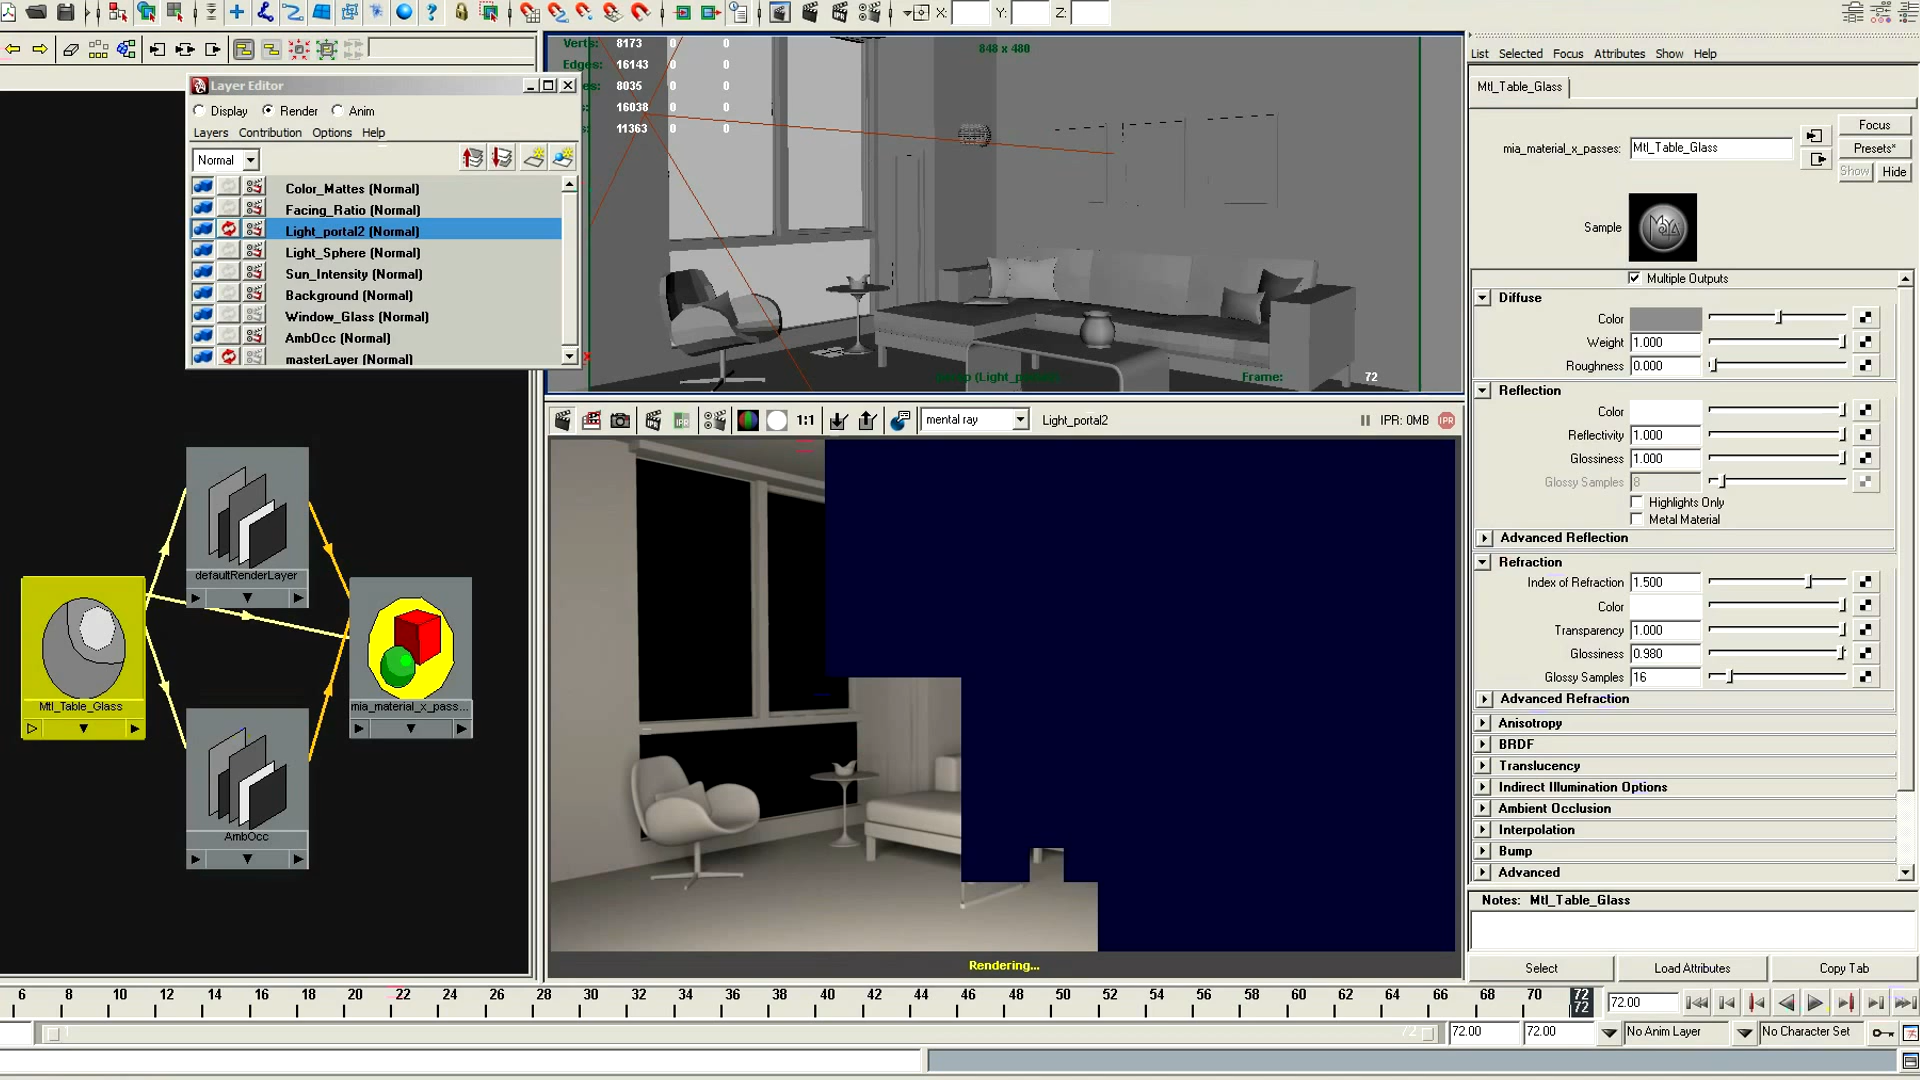 X:
Y:
Z:
Layer Editor
Display
Render
Anim
Layers
Contribution
Options
Help
Normal
Color_Mattes (Normal)
Facing_Ratio (Normal)
Light_portal2 (Normal)
Light_Sphere (Normal)
Sun_Intensity (Normal)
Background (Normal)
Window_Glass (Normal)
AmbOcc (Normal)
masterLayer (Normal)
defaultRenderLayer
Mtl_Table_Glass
mia_material_x_pass...
AmbOcc
Verts: 8173 0 0
Edges: 16143 0 0
8035 0 0
16038 0 0
11363 0 0
848 x 480
Frame: 72
1:1
mental ray
Light_portal2
IPR: 0MB
IPR
Rendering...
List Selected Focus Attributes Show Help
Mtl_Table_Glass
mia_material_x_passes: Mtl_Table_Glass
Focus
Presets*
Show
Hide
Sample
Multiple Outputs
Diffuse
Color
Weight 1.000
Roughness 0.000
Reflection
Color
Reflectivity 1.000
Glossiness 1.000
Glossy Samples 8
Highlights Only
Metal Material
Advanced Reflection
Refraction
Index of Refraction 1.500
Color
Transparency 1.000
Glossiness 0.980
Glossy Samples 16
Advanced Refraction
Anisotropy
BRDF
Translucency
Indirect Illumination Options
Ambient Occlusion
Interpolation
Bump
Advanced
Notes: Mtl_Table_Glass
Select
Load Attributes
Copy Tab
6 8 10 12 14 16 18 20 22 24 26 28 30 32 34 36 38 40 42 44 46 48 50 52 54 56 58 60 62 64 66 68 70 72
72
72.00
72
72.00
72.00
No Anim Layer
No Character Set